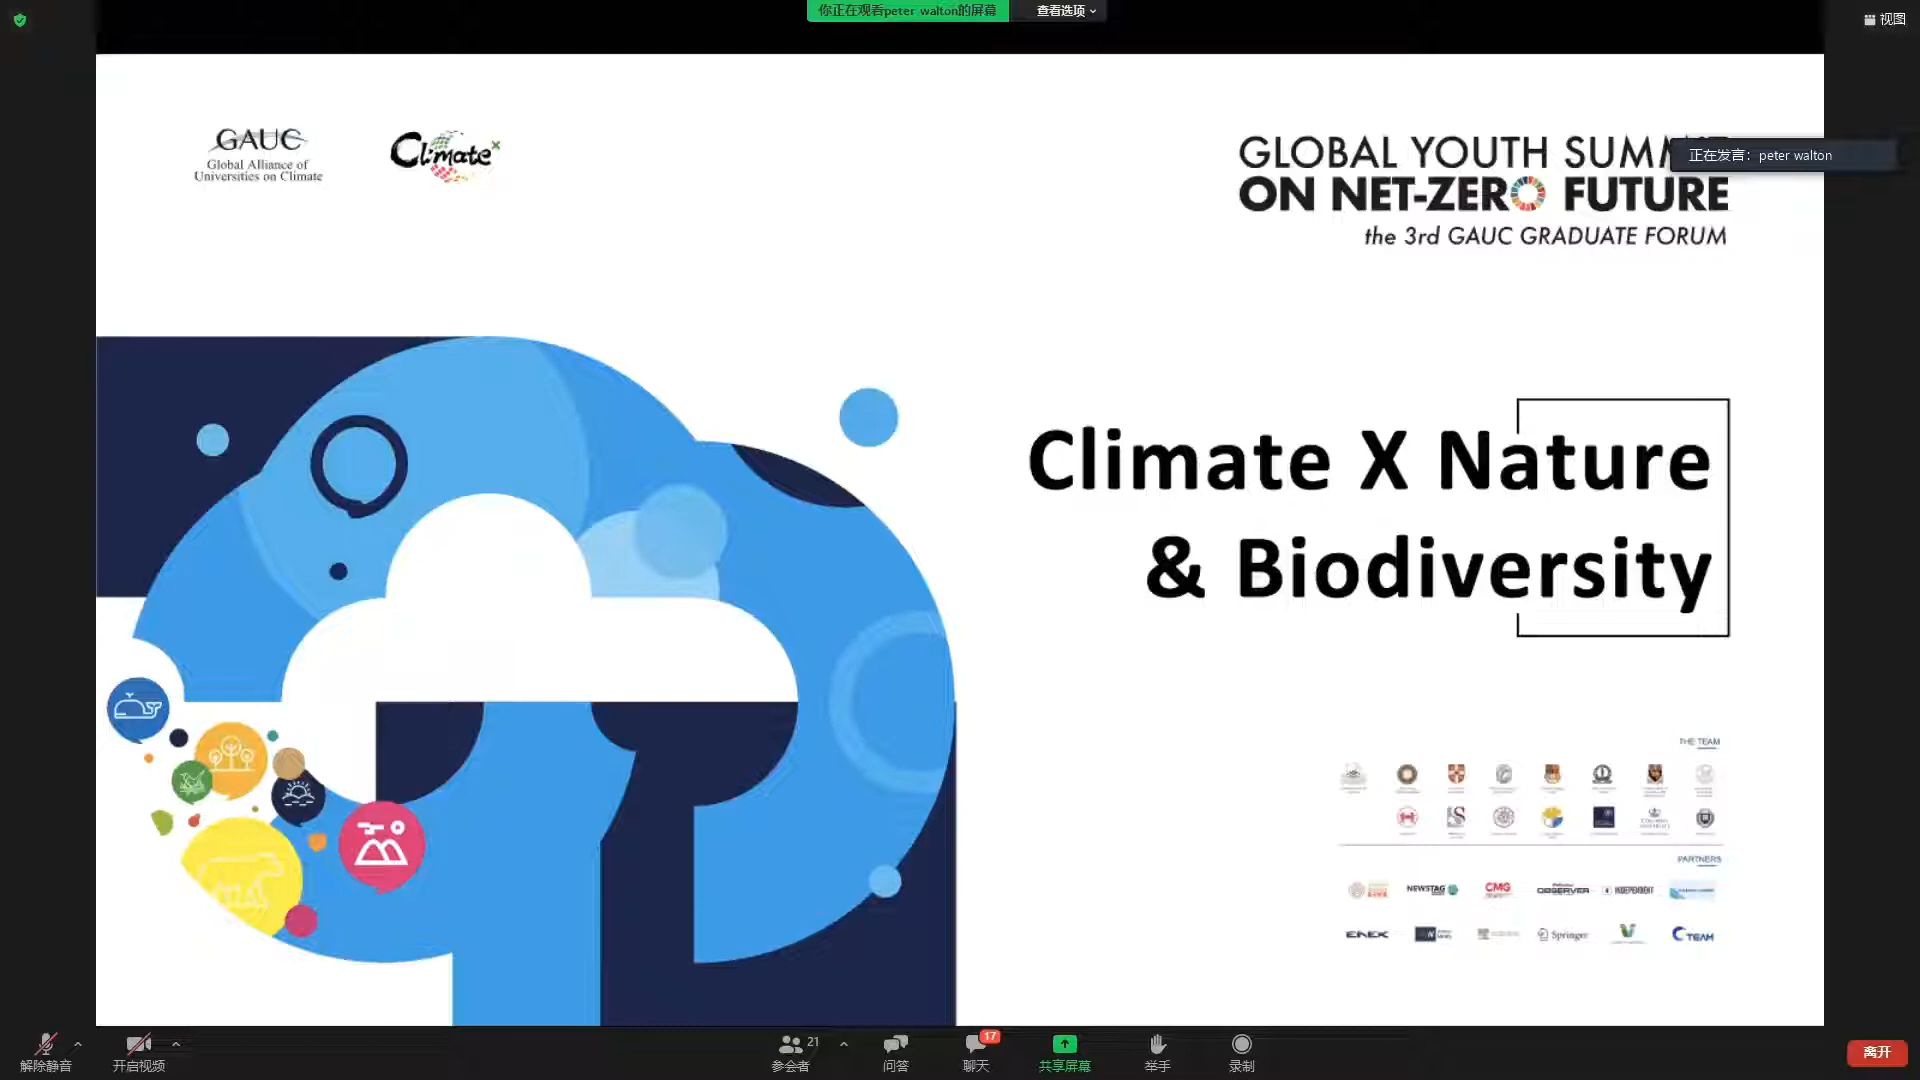 你正在观看peter walton的屏幕
查看选项
视图
GAUC
Global Alliance of
Universities on Climate
Climate x
GLOBAL YOUTH SUMM
正在发言: peter walton
ON NET-ZERO FUTURE
the 3rd GAUC GRADUATE FORUM
Climate X Nature
& Biodiversity
THE TEAM
PARTNERS
NEWSTAG
CMG
OBSERVER
INDEPENDENT
ENEX
Springer
C TEAM
解除静音
开启视频
参会者
21
问答
聊天
17
共享屏幕
举手
录制
离开